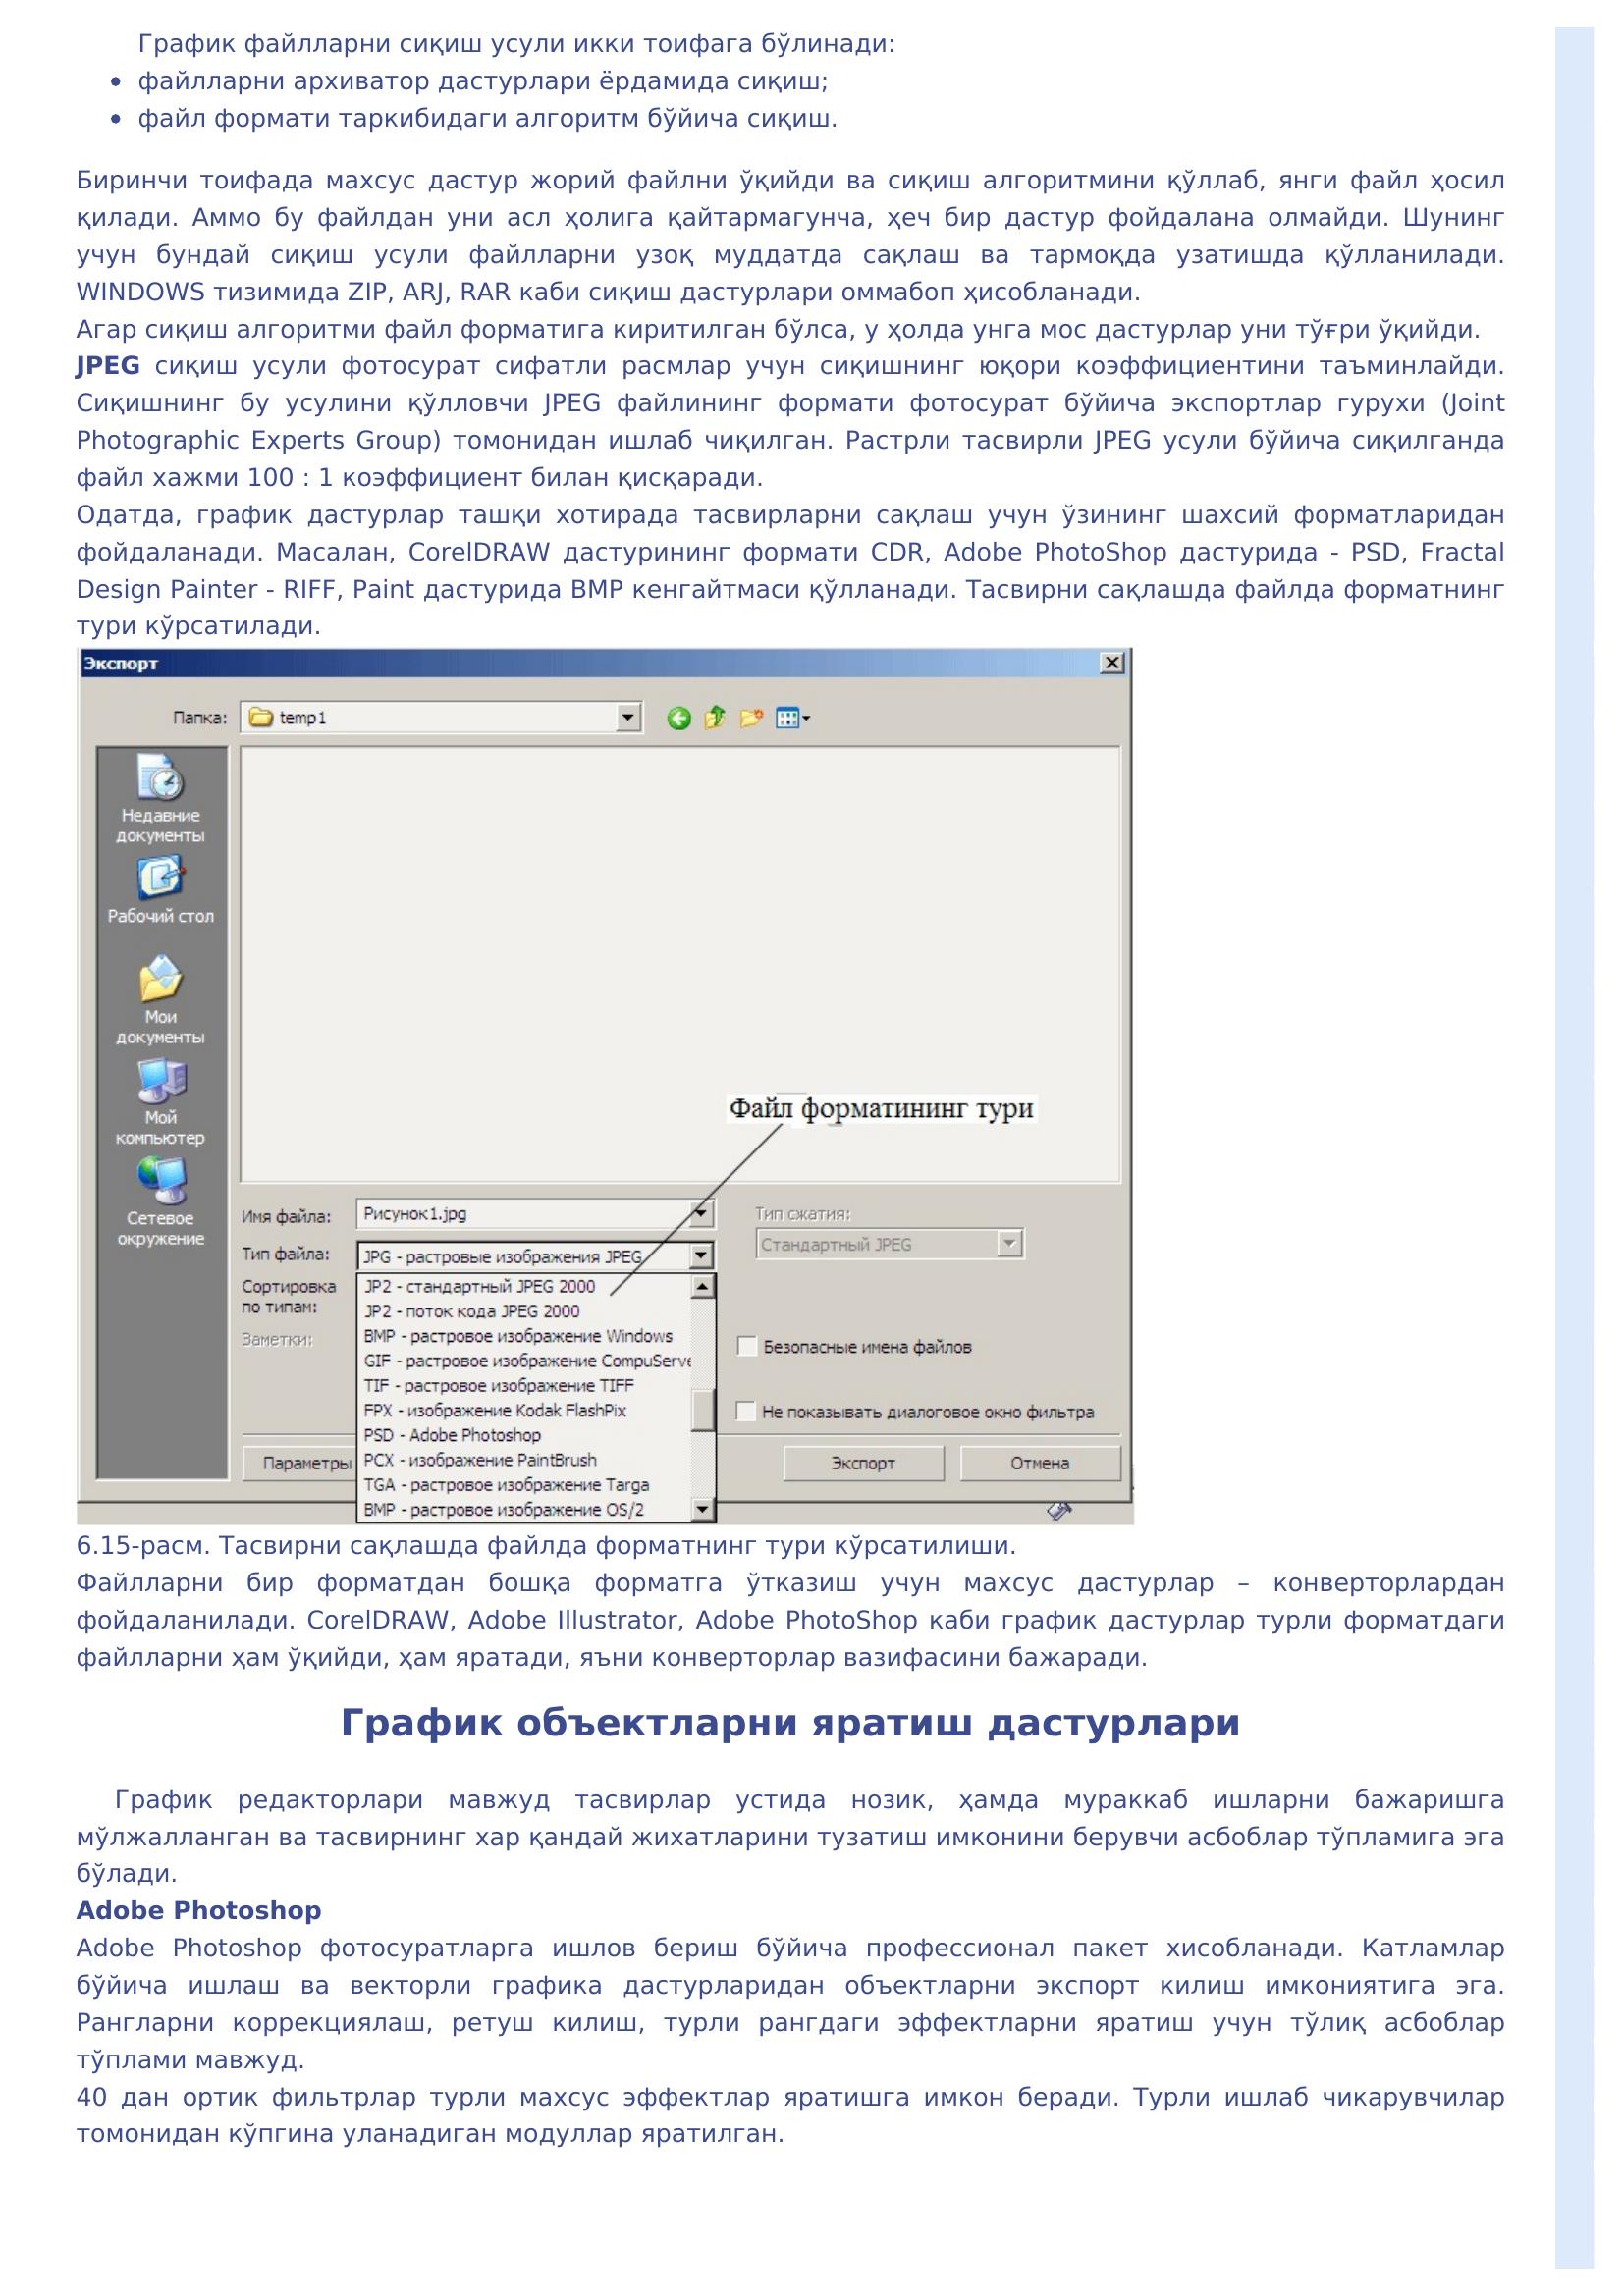 График файлларни сиқиш усули икки тоифага бўлинади:
• файлларни архиватор дастурлари ёрдамида сиқиш;
• файл формати таркибидаги алгоритм бўйича сиқиш.
Биринчи тоифада махсус дастур жорий файлни ўқийди ва сиқиш алгоритмини қўллаб, янги файл ҳосил
қилади. Аммо бу файлдан уни асл ҳолига қайтармагунча, ҳеч бир дастур фойдалана олмайди. Шунинг
учун бундай сиқиш усули файлларни узоқ муддатда сақлаш ва тармоқда узатишда қўлланилади.
WINDOWS тизимида ZIP, ARJ, RAR каби сиқиш дастурлари оммабоп ҳисобланади.
Агар сиқиш алгоритми файл форматига киритилган бўлса, у ҳолда унга мос дастурлар уни тўғри ўқийди.
JPEG сиқиш усули фотосурат сифатли расмлар учун сиқишнинг юқори коэффициентини таъминлайди.
Сиқишнинг бу усулини қўлловчи JPEG файлининг формати фотосурат бўйича экспортлар гурухи (Joint
Photographic Experts Group) томонидан ишлаб чиқилган. Растрли тасвирли JPEG усули бўйича сиқилганда
файл хажми 100 : 1 коэффициент билан қисқаради.
Одатда, график дастурлар ташқи хотирада тасвирларни сақлаш учун ўзининг шахсий форматларидан
фойдаланади. Масалан, CorelDRAW дастурининг формати CDR, Adobe PhotoShop дастурида - PSD, Fractal
Design Painter - RIFF, Paint дастурида BMP кенгайтмаси қўлланади. Тасвирни сақлашда файлда форматнинг
тури кўрсатилади.
Экспорт
Папка: temp1
Недавние
документы
Рабочий стол
Мои
документы
Мой
компьютер
Сетевое
окружение
Файл форматининг тури
Имя файла: Рисунок1.jpg
Тип файла: JPG - растровые изображения JPEG
Сортировка
по типам:
Заметки:
JP2 - стандартный JPEG 2000
JP2 - поток кода JPEG 2000
BMP - растровое изображение Windows
GIF - растровое изображение CompuServe
TIF - растровое изображение TIFF
FPX - изображение Kodak FlashPix
PSD - Adobe Photoshop
PCX - изображение PaintBrush
TGA - растровое изображение Targa
BMP - растровое изображение OS/2
Тип сжатия:
Стандартный JPEG
Безопасные имена файлов
Не показывать диалоговое окно фильтра
Параметры
Экспорт
Отмена
6.15-расм. Тасвирни сақлашда файлда форматнинг тури кўрсатилиши.
Файлларни бир форматдан бошқа форматга ўтказиш учун махсус дастурлар – конверторлардан
фойдаланилади. CorelDRAW, Adobe Illustrator, Adobe PhotoShop каби график дастурлар турли форматдаги
файлларни ҳам ўқийди, ҳам яратади, яъни конверторлар вазифасини бажаради.
График объектларни яратиш дастурлари
График редакторлари мавжуд тасвирлар устида нозик, ҳамда мураккаб ишларни бажаришга
мўлжалланган ва тасвирнинг хар қандай жихатларини тузатиш имконини берувчи асбоблар тўпламига эга
бўлади.
Adobe Photoshop
Adobe Photoshop фотосуратларга ишлов бериш бўйича профессионал пакет хисобланади. Катламлар
бўйича ишлаш ва векторли графика дастурларидан объектларни экспорт килиш имкониятига эга.
Рангларни коррекциялаш, ретуш килиш, турли рангдаги эффектларни яратиш учун тўлиқ асбоблар
тўплами мавжуд.
40 дан ортик фильтрлар турли махсус эффектлар яратишга имкон беради. Турли ишлаб чикарувчилар
томонидан кўпгина уланадиган модуллар яратилган.